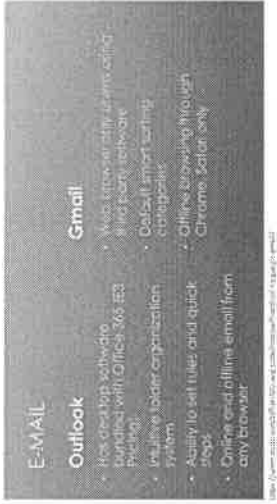 E-MAIL
Outlook
• Has desktop software
bundled with Office 365 (E3
pricing)
• Intuitive folder organization
system
• Ability to set rules and quick
steps
• Online and offline email from
any browser
Gmail
• Web browser only unless using
third party software
• Default smart sorting
categories
• Offline browsing through
Chrome, Safari only